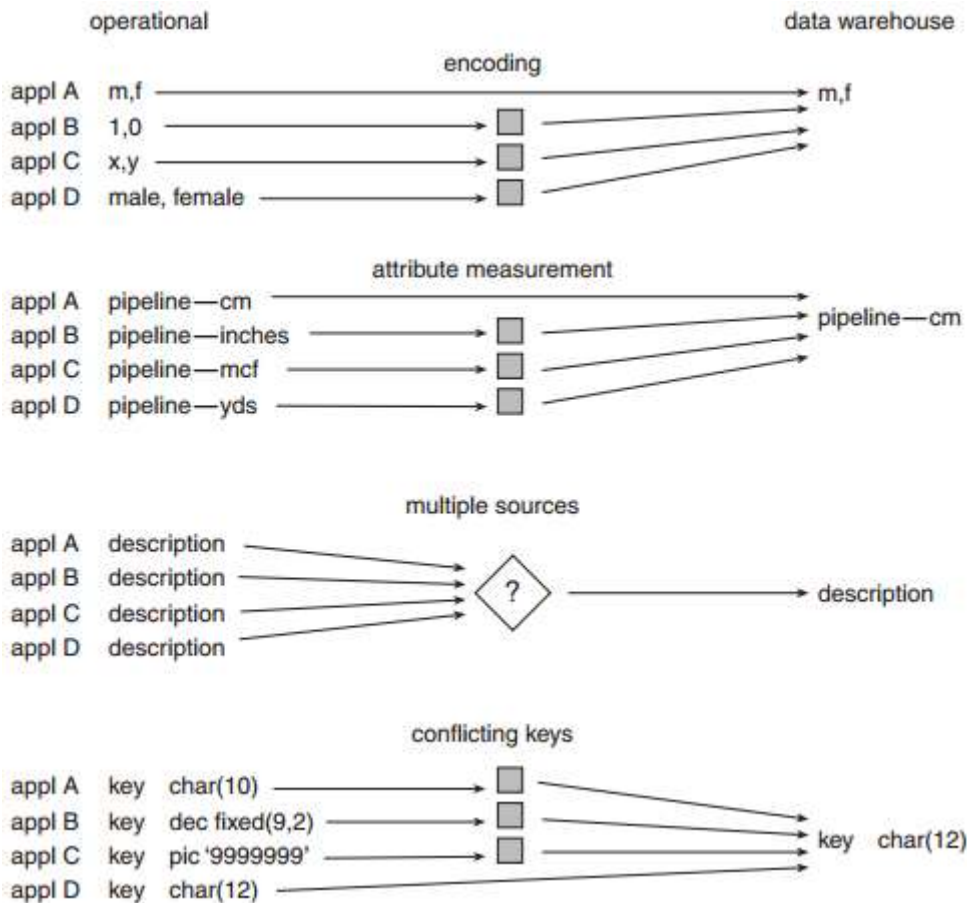 operational data warehouse
encoding
appl A m,f m,f
appl B 1,0
appl C x,y
appl D male, female
attribute measurement
appl A pipeline—cm
pipeline—cm
appl B pipeline—inches
appl C pipeline—mcf
appl D pipeline—yds
multiple sources
appl A description
appl B description
? description
appl C description
appl D description
conflicting keys
appl A key char(10)
appl B key dec fixed(9,2)
key char(12)
appl C key pic ‘9999999’
appl D key char(12)